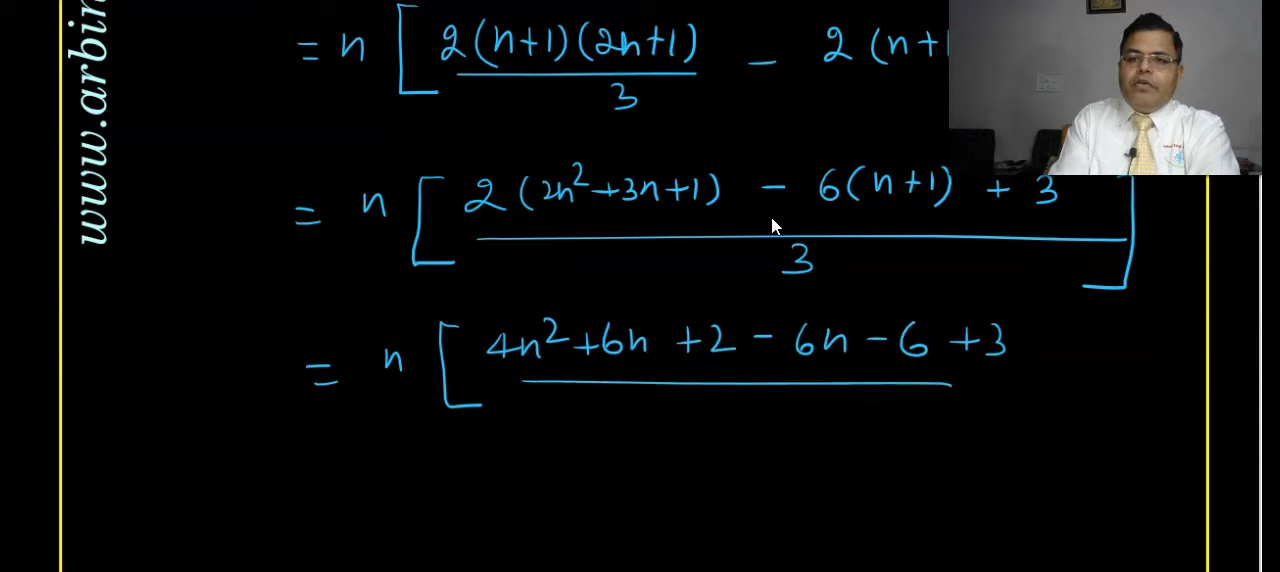 www.arbin
= n [ 2(n+1)(2n+1) / 3 - 2(n+1
= n [ 2(2n²+3n+1) - 6(n+1) + 3 / 3 ]
= n [ 4n²+6n+2-6n-6+3